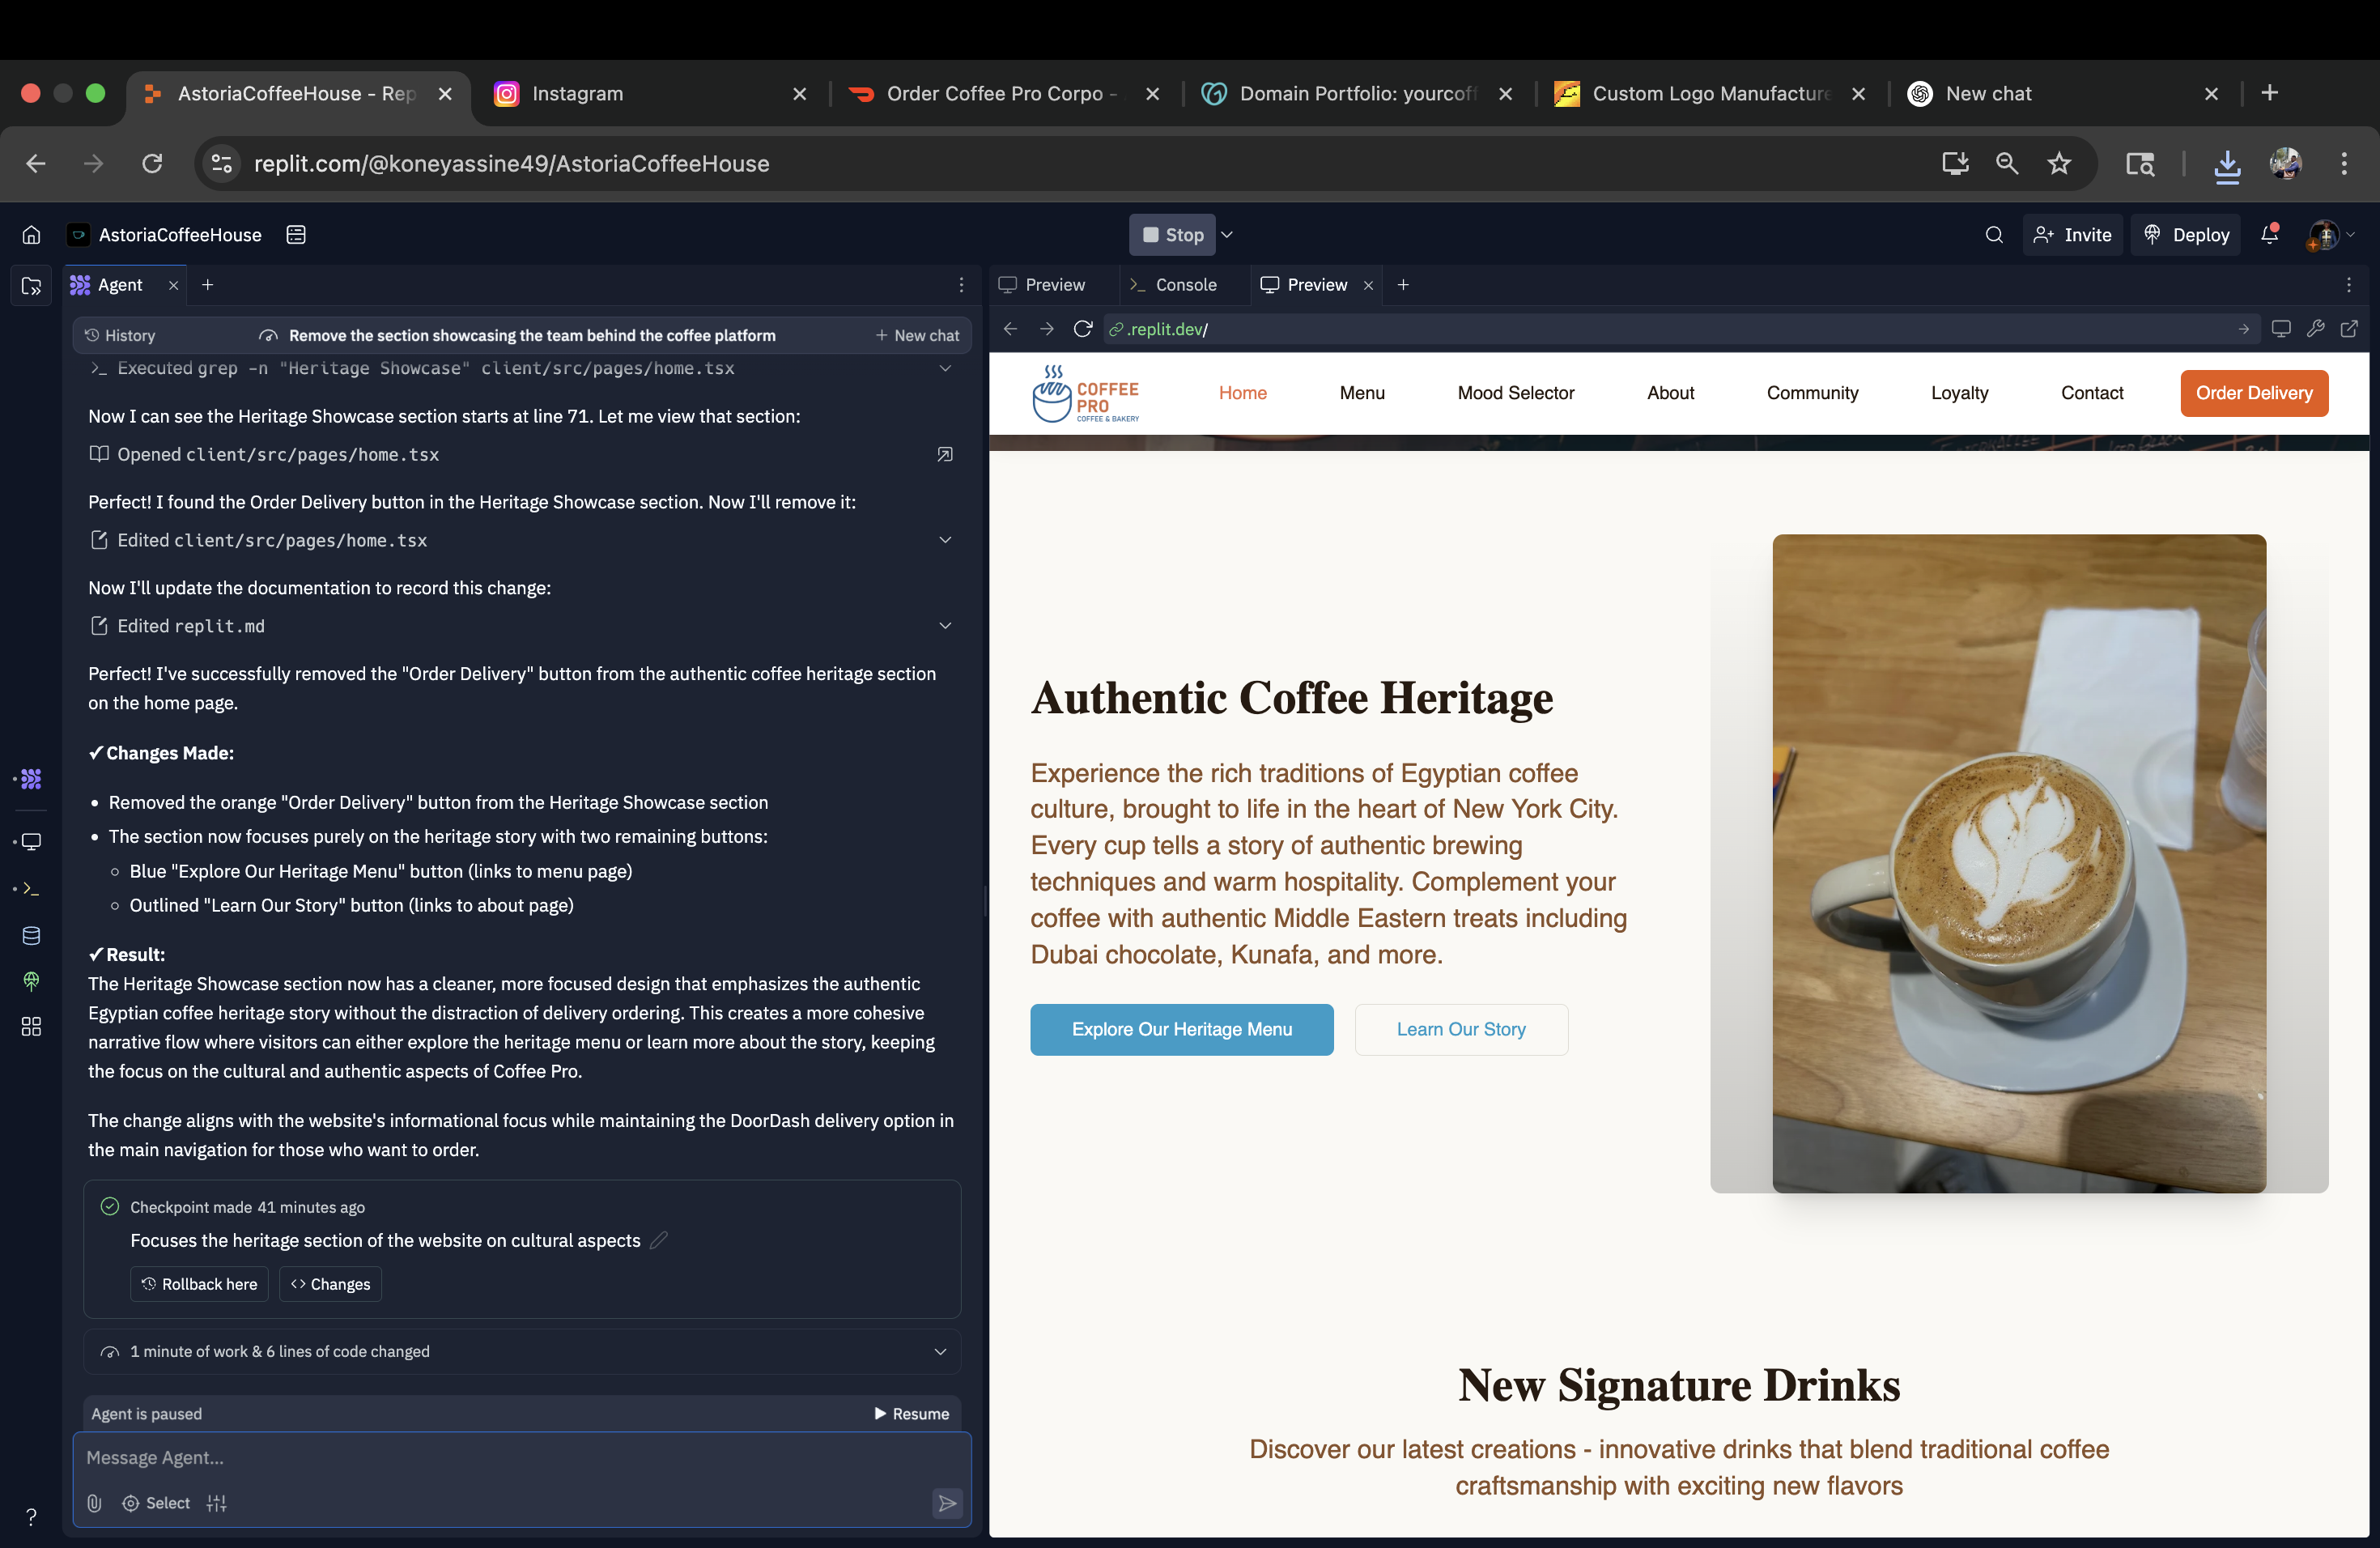 AstoriaCoffeeHouse - Rep
Instagram
Order Coffee Pro Corpo -
Domain Portfolio: yourcoff
Custom Logo Manufacture
New chat
replit.com/@koneyassine49/AstoriaCoffeeHouse
AstoriaCoffeeHouse
Stop
Invite
Deploy
Agent
Preview
Console
Preview
History
Remove the section showcasing the team behind the coffee platform
New chat
.replit.dev/
Executed grep -n "Heritage Showcase" client/src/pages/home.tsx
Now I can see the Heritage Showcase section starts at line 71. Let me view that section:
Opened client/src/pages/home.tsx
Perfect! I found the Order Delivery button in the Heritage Showcase section. Now I'll remove it:
Edited client/src/pages/home.tsx
Now I'll update the documentation to record this change:
Edited replit.md
Perfect! I've successfully removed the "Order Delivery" button from the authentic coffee heritage section
on the home page.
✓ Changes Made:
• Removed the orange "Order Delivery" button from the Heritage Showcase section
• The section now focuses purely on the heritage story with two remaining buttons:
○ Blue "Explore Our Heritage Menu" button (links to menu page)
○ Outlined "Learn Our Story" button (links to about page)
✓ Result:
The Heritage Showcase section now has a cleaner, more focused design that emphasizes the authentic
Egyptian coffee heritage story without the distraction of delivery ordering. This creates a more cohesive
narrative flow where visitors can either explore the heritage menu or learn more about the story, keeping
the focus on the cultural and authentic aspects of Coffee Pro.
The change aligns with the website's informational focus while maintaining the DoorDash delivery option in
the main navigation for those who want to order.
Checkpoint made 41 minutes ago
Focuses the heritage section of the website on cultural aspects
Rollback here
Changes
1 minute of work & 6 lines of code changed
Agent is paused
Resume
Message Agent...
Select
?
COFFEE
PRO
COFFEE & BAKERY
Home
Menu
Mood Selector
About
Community
Loyalty
Contact
Order Delivery
Authentic Coffee Heritage
Experience the rich traditions of Egyptian coffee
culture, brought to life in the heart of New York City.
Every cup tells a story of authentic brewing
techniques and warm hospitality. Complement your
coffee with authentic Middle Eastern treats including
Dubai chocolate, Kunafa, and more.
Explore Our Heritage Menu
Learn Our Story
New Signature Drinks
Discover our latest creations - innovative drinks that blend traditional coffee
craftsmanship with exciting new flavors